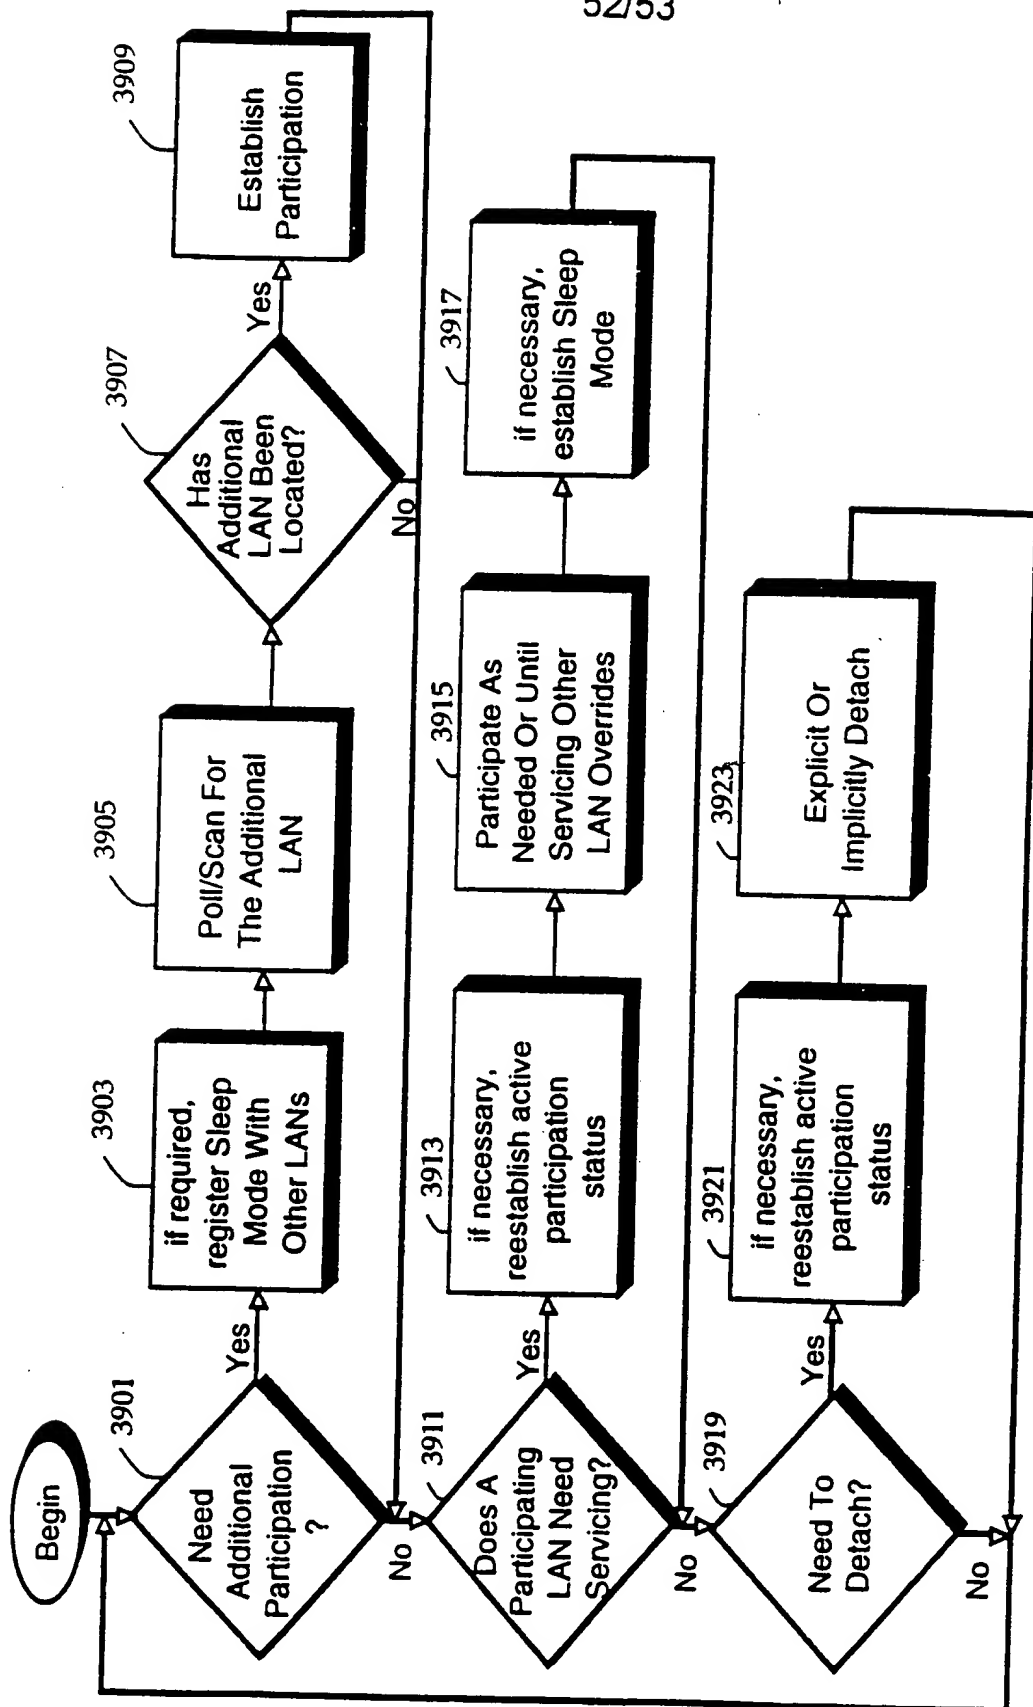 52/53
Begin
3901
Need
Additional
Participation
?
Yes
No
3903
if required,
register Sleep
Mode With
Other LANs
3905
Poll/Scan For
The Additional
LAN
3907
Has
Additional
LAN Been
Located?
Yes
No
3909
Establish
Participation
3911
Does A
Participating
LAN Need
Servicing?
Yes
No
3913
if necessary,
reestablish active
participation
status
3915
Participate As
Needed Or Until
Servicing Other
LAN Overrides
3917
if necessary,
establish Sleep
Mode
3919
Need To
Detach?
Yes
No
3921
if necessary,
reestablish active
participation
status
3923
Explicit Or
Implicitly Detach